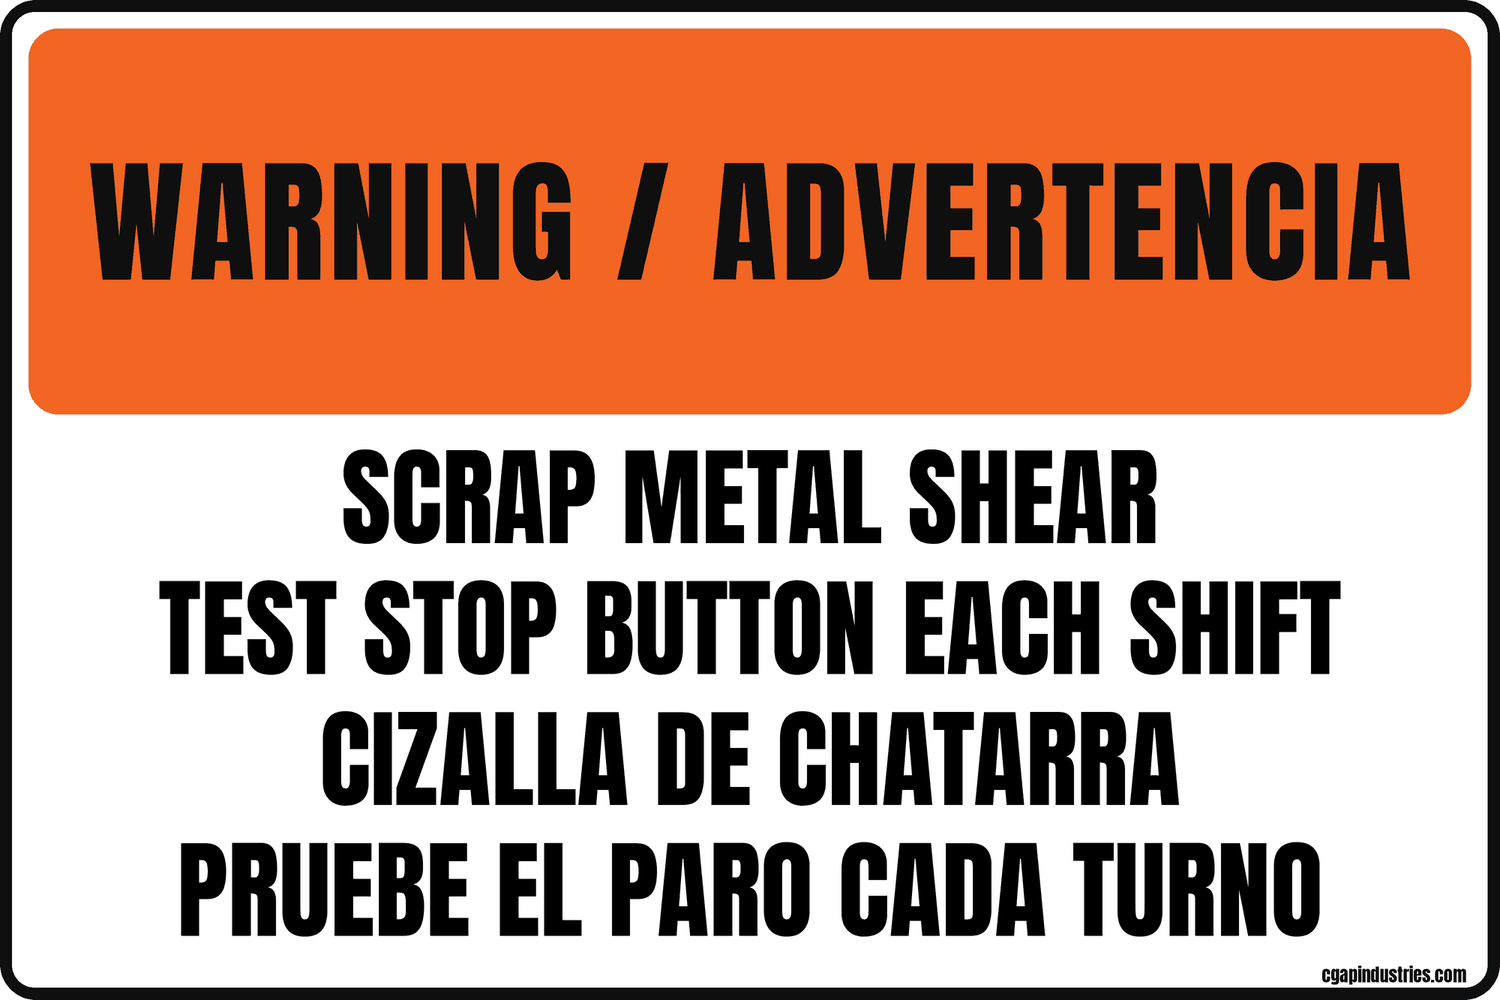 WARNING / ADVERTENCIA
SCRAP METAL SHEAR
TEST STOP BUTTON EACH SHIFT
CIZALLA DE CHATARRA
PRUEBE EL PARO CADA TURNO
cgapindustries.com